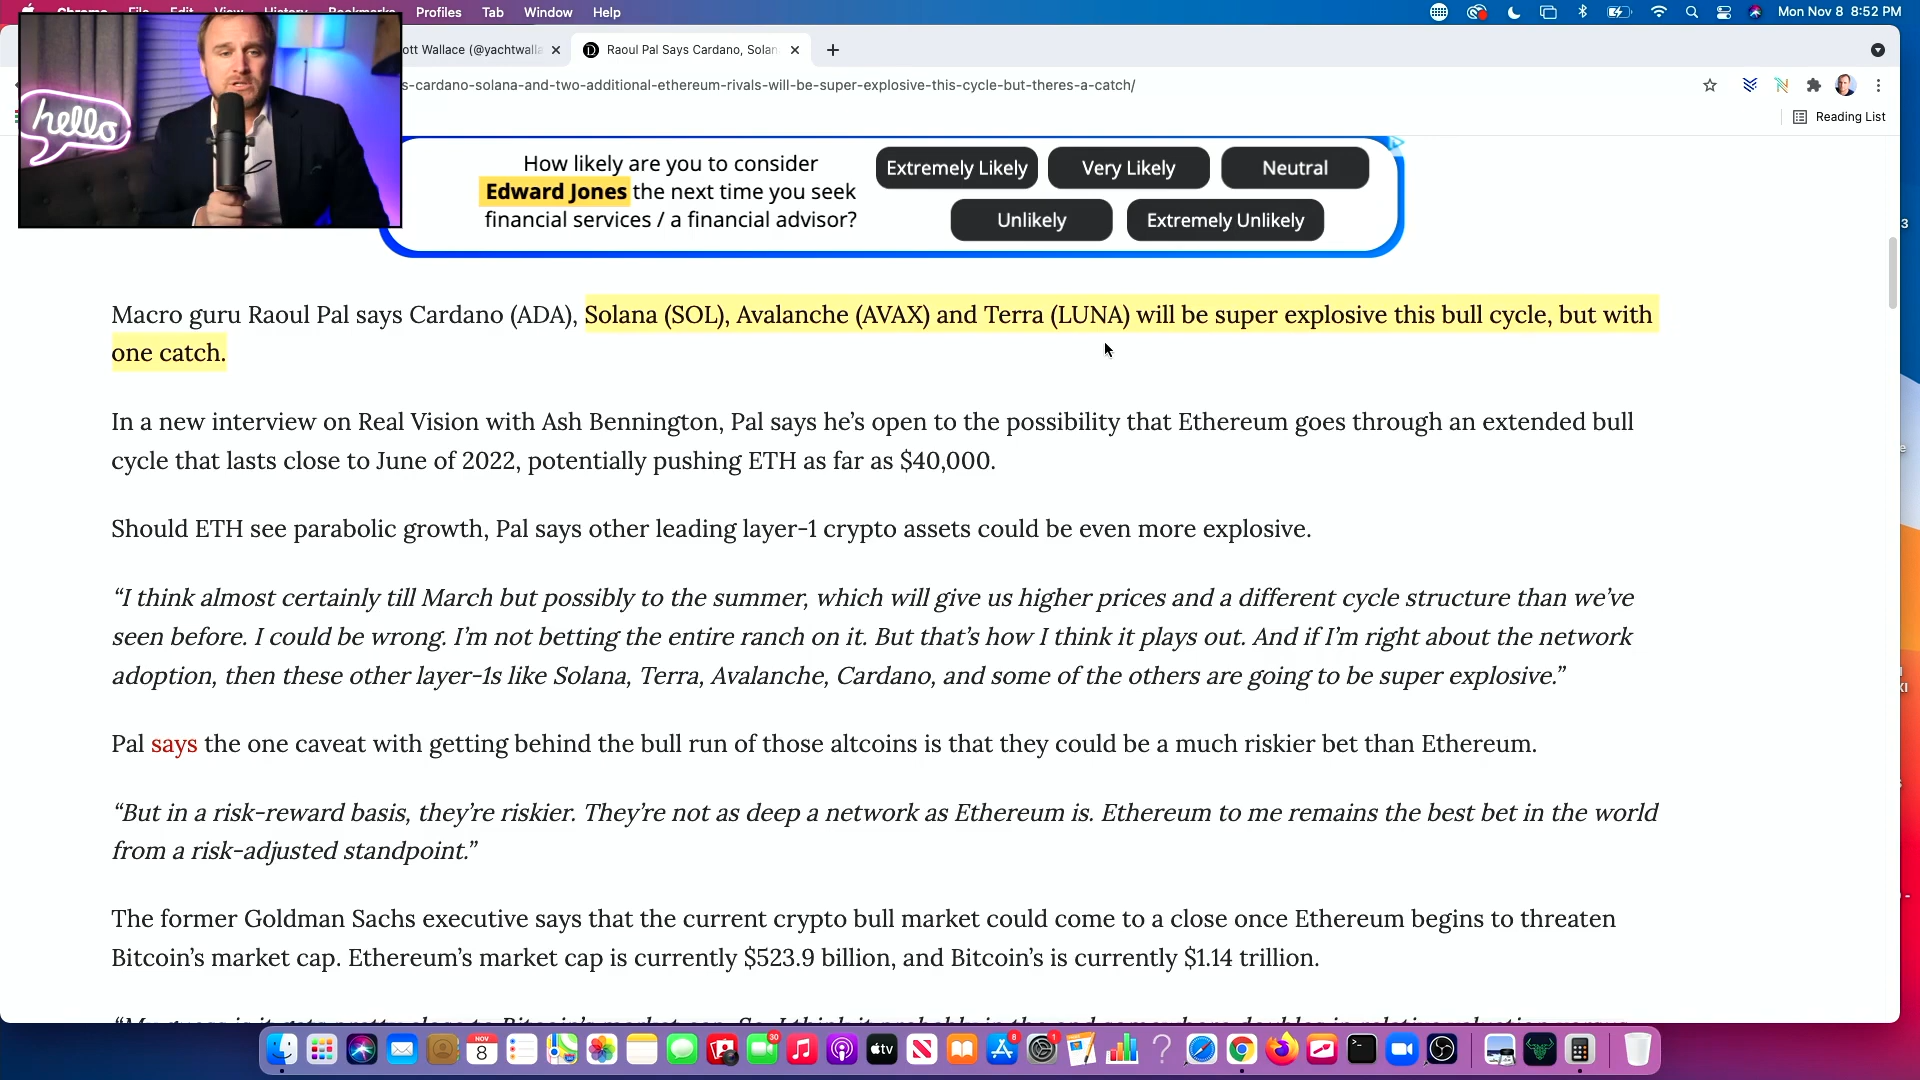 Profiles Tab Window Help Mon Nov 8 8:52 PM
hello
ott Wallace (@yachtwalla Raoul Pal Says Cardano, Solan
s-cardano-solana-and-two-additional-ethereum-rivals-will-be-super-explosive-this-cycle-but-theres-a-catch/
Reading List
How likely are you to consider
Edward Jones the next time you seek
financial services / a financial advisor?
Extremely Likely Very Likely Neutral
Unlikely Extremely Unlikely
Macro guru Raoul Pal says Cardano (ADA), Solana (SOL), Avalanche (AVAX) and Terra (LUNA) will be super explosive this bull cycle, but with
one catch.
In a new interview on Real Vision with Ash Bennington, Pal says he’s open to the possibility that Ethereum goes through an extended bull
cycle that lasts close to June of 2022, potentially pushing ETH as far as $40,000.
Should ETH see parabolic growth, Pal says other leading layer-1 crypto assets could be even more explosive.
“I think almost certainly till March but possibly to the summer, which will give us higher prices and a different cycle structure than we’ve
seen before. I could be wrong. I’m not betting the entire ranch on it. But that’s how I think it plays out. And if I’m right about the network
adoption, then these other layer-1s like Solana, Terra, Avalanche, Cardano, and some of the others are going to be super explosive.”
Pal says the one caveat with getting behind the bull run of those altcoins is that they could be a much riskier bet than Ethereum.
“But in a risk-reward basis, they’re riskier. They’re not as deep a network as Ethereum is. Ethereum to me remains the best bet in the world
from a risk-adjusted standpoint.”
The former Goldman Sachs executive says that the current crypto bull market could come to a close once Ethereum begins to threaten
Bitcoin’s market cap. Ethereum’s market cap is currently $523.9 billion, and Bitcoin’s is currently $1.14 trillion.
NOV
8
30
tv
8
1